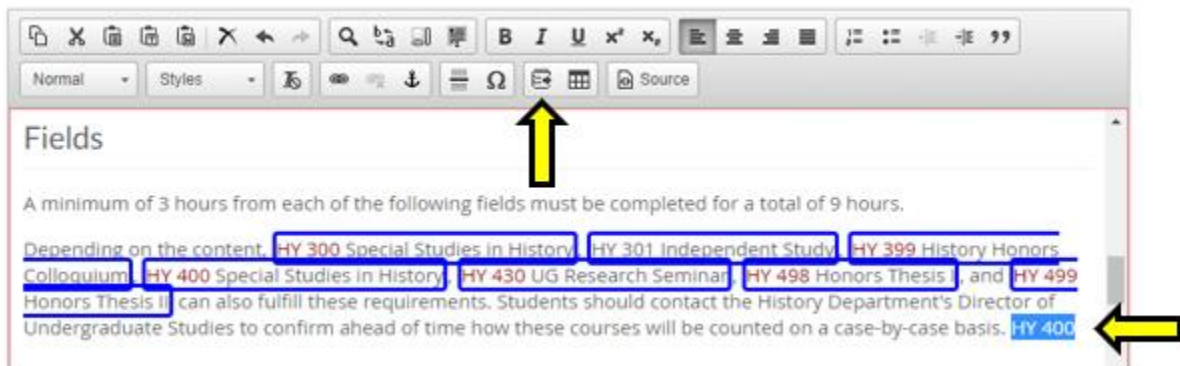 B I U x² x₂
Normal Styles Ω Source
Fields
A minimum of 3 hours from each of the following fields must be completed for a total of 9 hours.
Depending on the content, HY 300 Special Studies in History, HY 301 Independent Study, HY 399 History Honors
Colloquium, HY 400 Special Studies in History, HY 430 UG Research Seminar, HY 498 Honors Thesis I, and HY 499
Honors Thesis II can also fulfill these requirements. Students should contact the History Department's Director of
Undergraduate Studies to confirm ahead of time how these courses will be counted on a case-by-case basis. HY 400